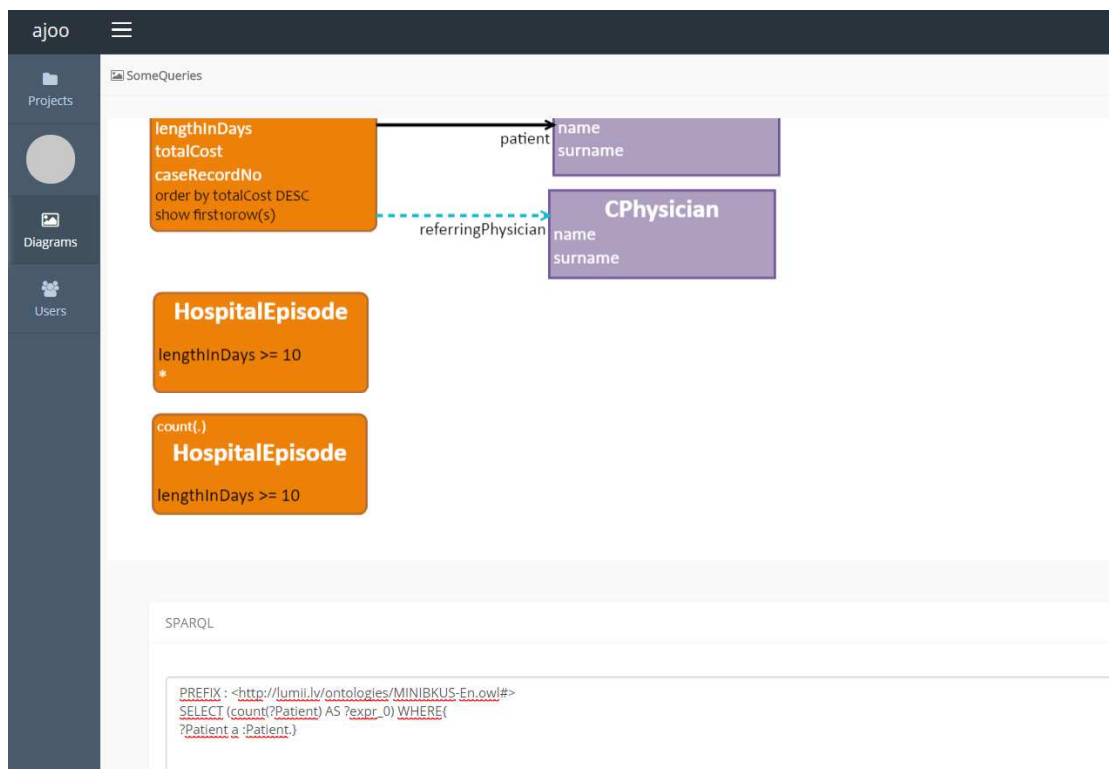 ajoo
SomeQueries
Projects
Diagrams
Users
lengthInDays
totalCost
caseRecordNo
order by totalCost DESC
show first10row(s)
patient
name
surname
referringPhysician
CPhysician
name
surname
HospitalEpisode
lengthInDays >= 10
*
count(.)
HospitalEpisode
lengthInDays >= 10
SPARQL
PREFIX : <http://lumii.lv/ontologies/MINIBKUS-En.owl#>
SELECT (count(?Patient) AS ?expr_0) WHERE{
?Patient a :Patient.}